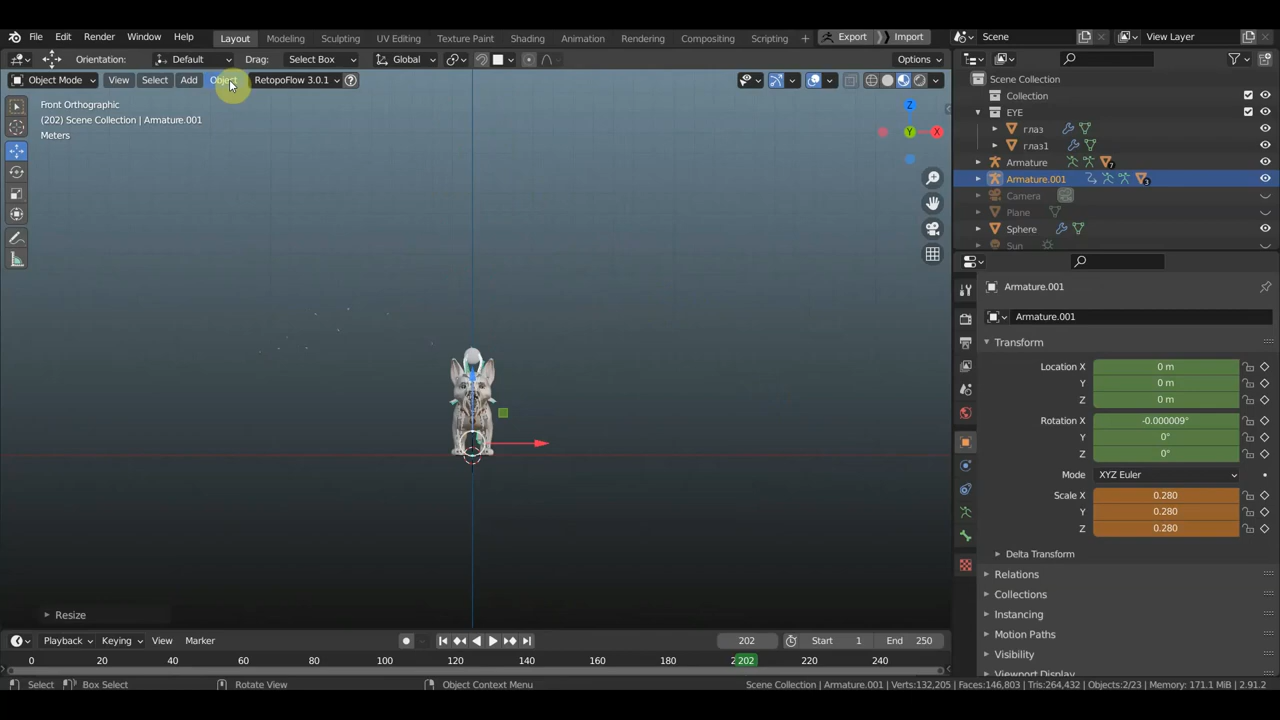 File Edit Render Window Help Layout Modeling Sculpting UV Editing Texture Paint Shading Animation Rendering Compositing Scripting + Export Import Scene View Layer
Orientation: Default Drag: Select Box Global Options
Object Mode View Select Add Object RetopoFlow 3.0.1 ?
Front Orthographic
(202) Scene Collection | Armature.001
Meters
Z
Y
X
Resize
Scene Collection
Collection
EYE
глаз
глаз1
Armature
Armature.001
Camera
Plane
Sphere
Sun
Armature.001
Armature.001
Transform
Location X 0 m
Y 0 m
Z 0 m
Rotation X -0.000009°
Y 0°
Z 0°
Mode XYZ Euler
Scale X 0.280
Y 0.280
Z 0.280
Delta Transform
Relations
Collections
Instancing
Motion Paths
Visibility
Viewport Display
Playback Keying View Marker 202 Start 1 End 250
0 20 40 60 80 100 120 140 160 180 202 220 240
Select Box Select Rotate View Object Context Menu Scene Collection | Armature.001 | Verts:132,205 | Faces:146,803 | Tris:264,432 | Objects:2/23 | Memory: 171.1 MiB | 2.91.2